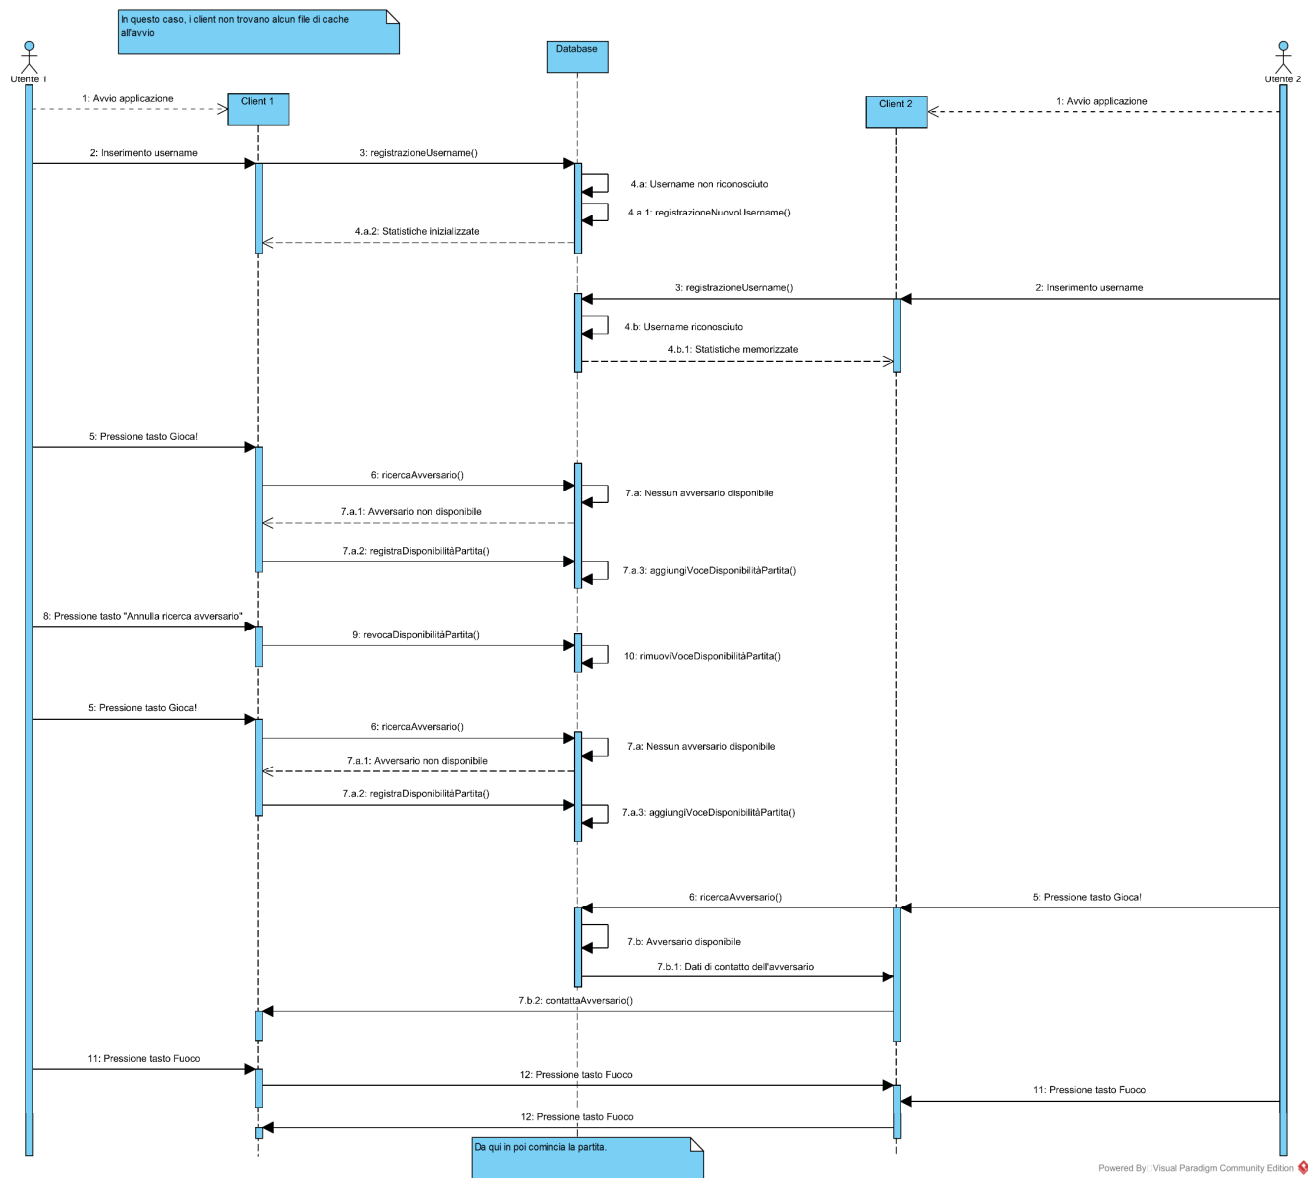 In questo caso, i client non trovano alcun file di cache
all'avvio
Database
Utente 1
Utente 2
Client 1
Client 2
1: Avvio applicazione
1: Avvio applicazione
2: Inserimento username
3: registrazioneUsername()
4.a: Username non riconosciuto
4.a.1: registrazioneNuovoUsername()
4.a.2: Statistiche inizializzate
3: registrazioneUsername()
2: Inserimento username
4.b: Username riconosciuto
4.b.1: Statistiche memorizzate
5: Pressione tasto Gioca!
6: ricercaAvversario()
7.a: Nessun avversario disponibile
7.a.1: Avversario non disponibile
7.a.2: registraDisponibilitàPartita()
7.a.3: aggiungiVoceDisponibilitàPartita()
8: Pressione tasto "Annulla ricerca avversario"
9: revocaDisponibilitàPartita()
10: rimuoviVoceDisponibilitàPartita()
5: Pressione tasto Gioca!
6: ricercaAvversario()
7.a: Nessun avversario disponibile
7.a.1: Avversario non disponibile
7.a.2: registraDisponibilitàPartita()
7.a.3: aggiungiVoceDisponibilitàPartita()
6: ricercaAvversario()
5: Pressione tasto Gioca!
7.b: Avversario disponibile
7.b.1: Dati di contatto dell'avversario
7.b.2: contattaAvversario()
11: Pressione tasto Fuoco
12: Pressione tasto Fuoco
11: Pressione tasto Fuoco
12: Pressione tasto Fuoco
Da qui in poi comincia la partita.
Powered By Visual Paradigm Community Edition